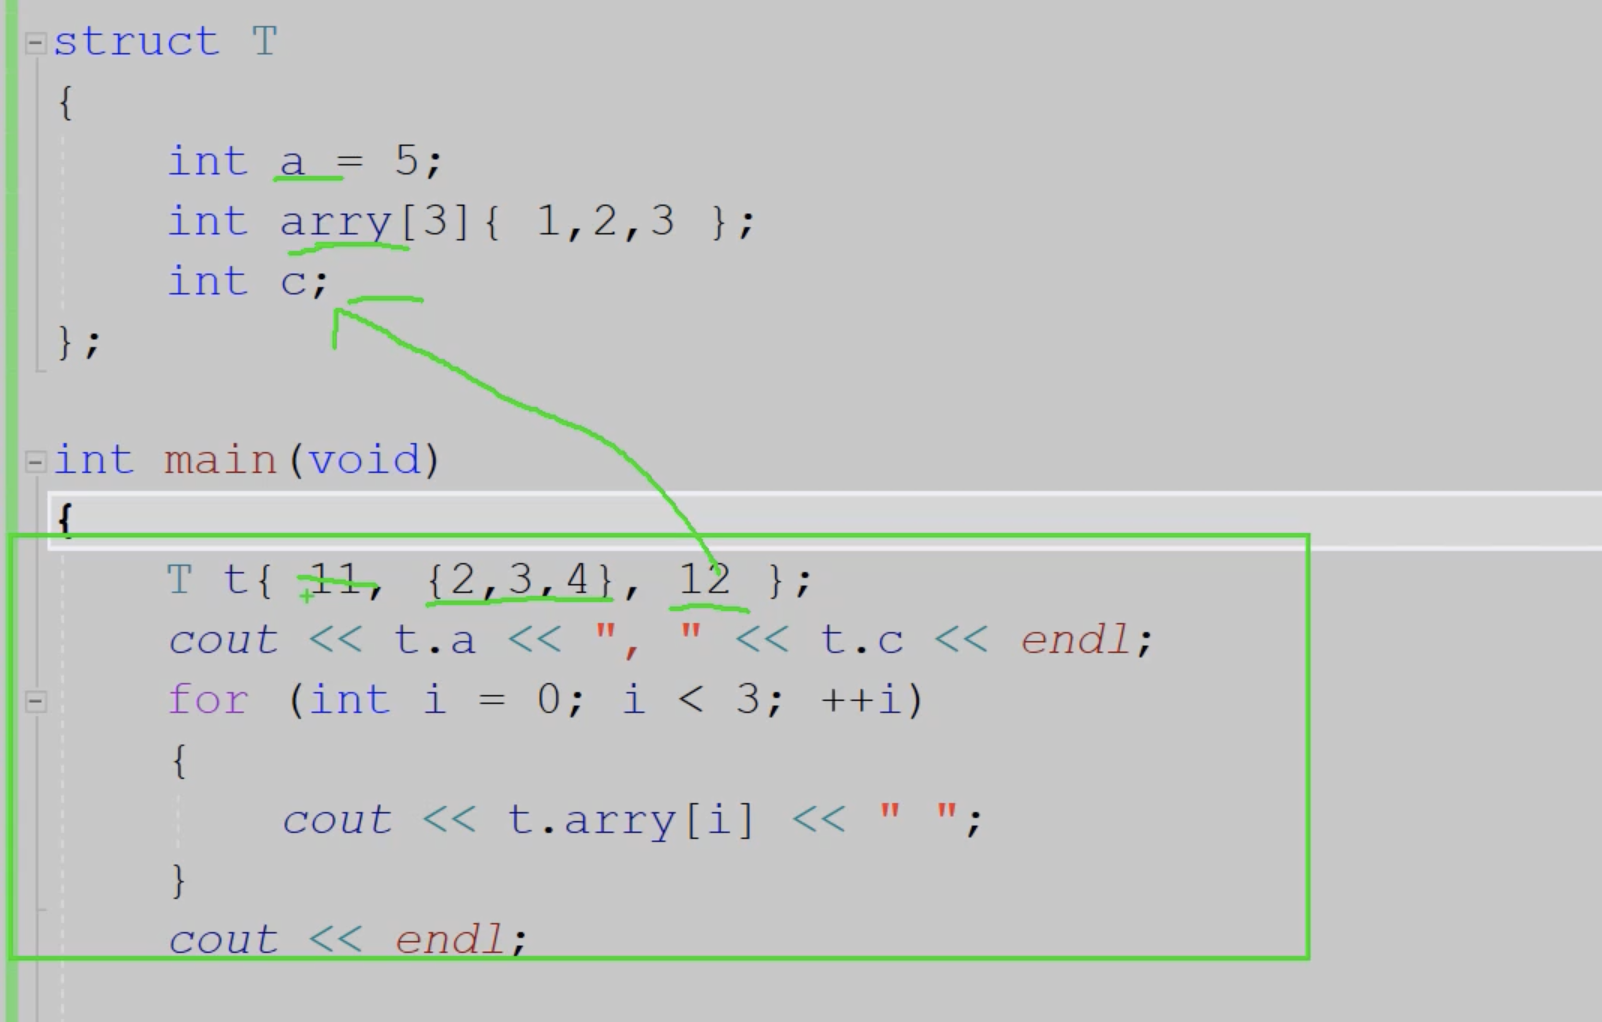 struct T
{
int a = 5;
int arry[3]{ 1,2,3 };
int c;
};
int main(void)
{
T t{ 11, {2,3,4}, 12 };
cout << t.a << ", " << t.c << endl;
for (int i = 0; i < 3; ++i)
{
cout << t.arry[i] << " ";
}
cout << endl;